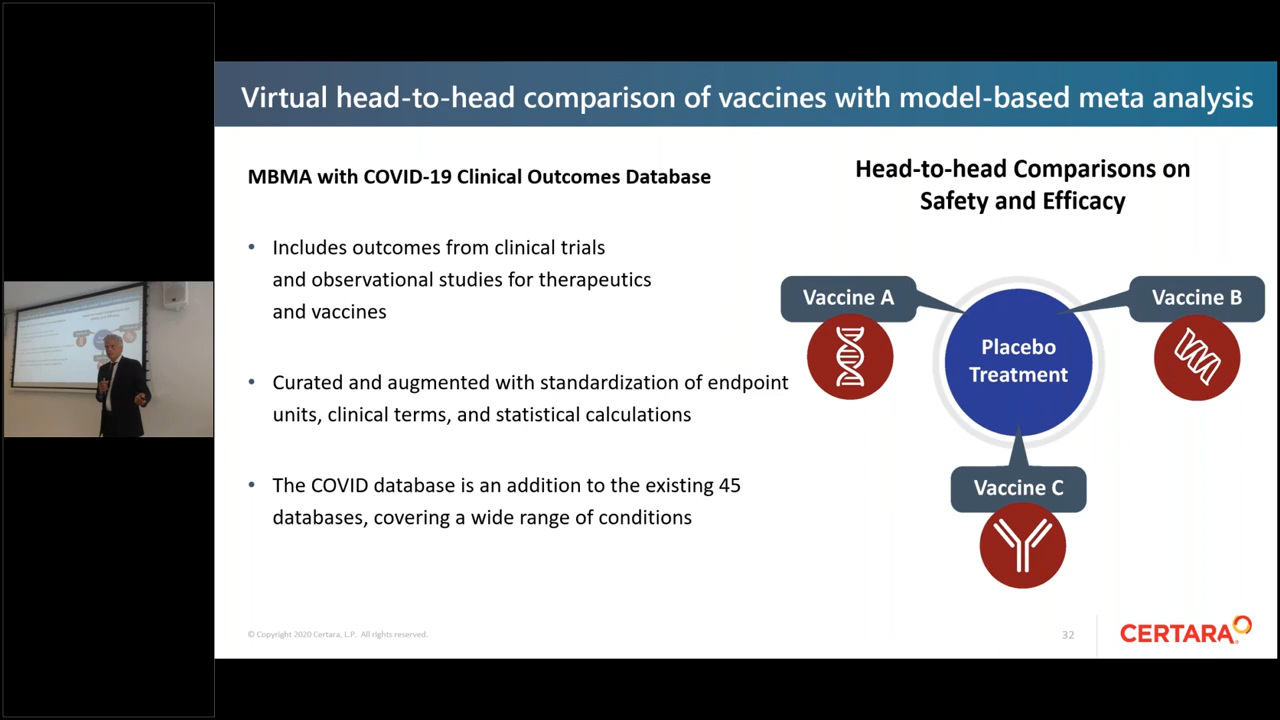 Virtual head-to-head comparison of vaccines with model-based meta analysis
MBMA with COVID-19 Clinical Outcomes Database
• Includes outcomes from clinical trials
and observational studies for therapeutics
and vaccines
• Curated and augmented with standardization of endpoint
units, clinical terms, and statistical calculations
• The COVID database is an addition to the existing 45
databases, covering a wide range of conditions
Head-to-head Comparisons on
Safety and Efficacy
Vaccine A
Vaccine B
Placebo
Treatment
Vaccine C
© Copyright 2020 Certara, L.P. All rights reserved.
32
CERTARA